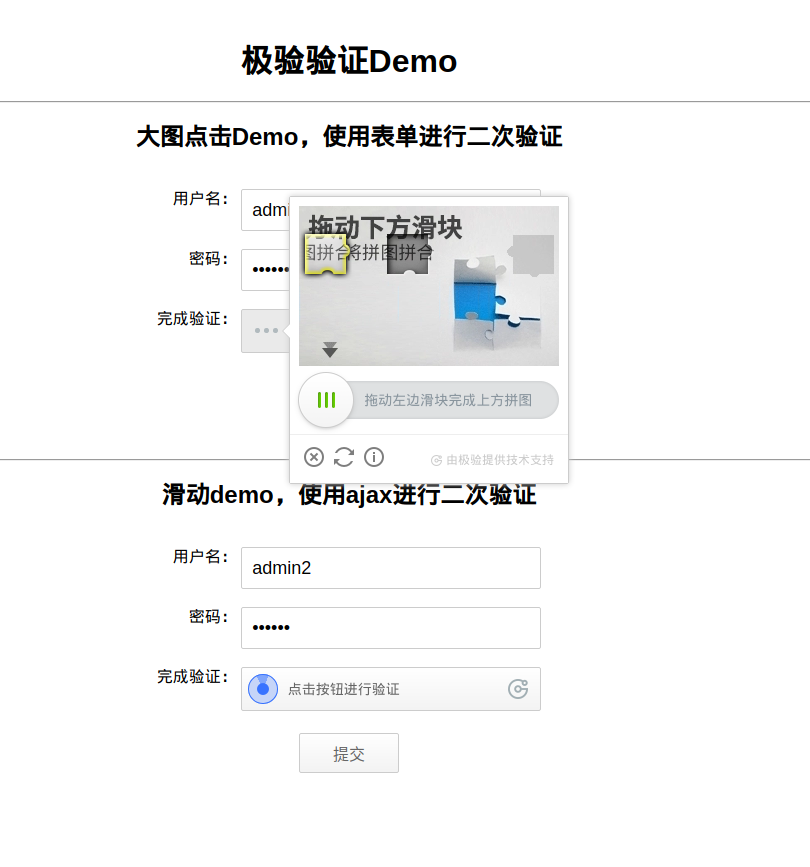 极验验证Demo
大图点击Demo，使用表单进行二次验证
用户名：
admi
密码：
完成验证：
拖动下方滑块
图拼合将拼图拼合
拖动左边滑块完成上方拼图
由极验提供技术支持
滑动demo，使用ajax进行二次验证
用户名：
admin2
密码：
完成验证：
点击按钮进行验证
提交